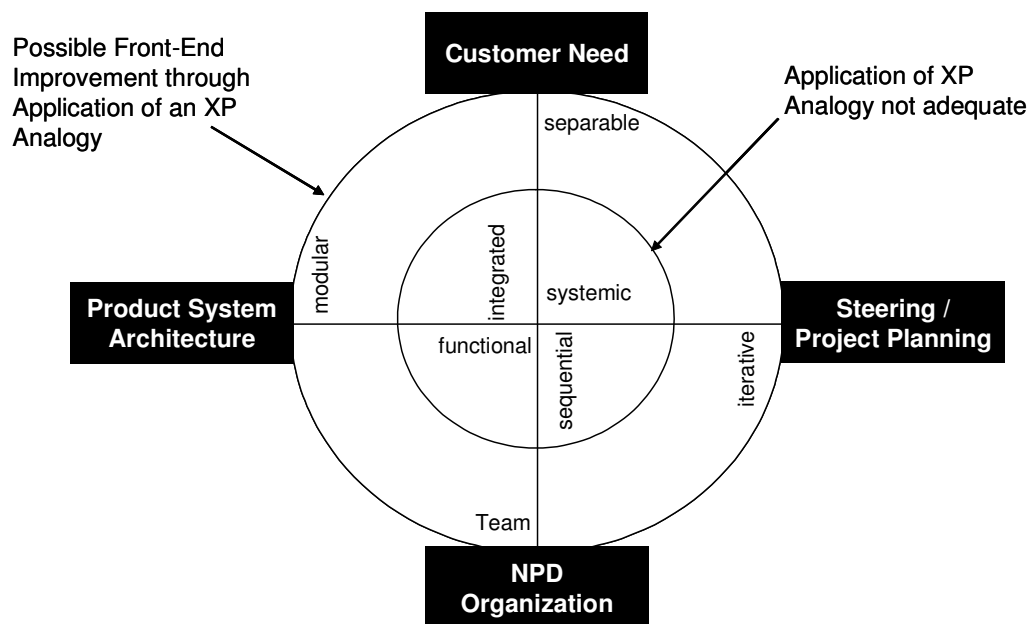 Possible Front-End
Improvement through
Application of an XP
Analogy
Customer Need
Application of XP
Analogy not adequate
separable
modular
integrated
systemic
Product System
Architecture
Steering /
Project Planning
functional
sequential
iterative
Team
NPD
Organization